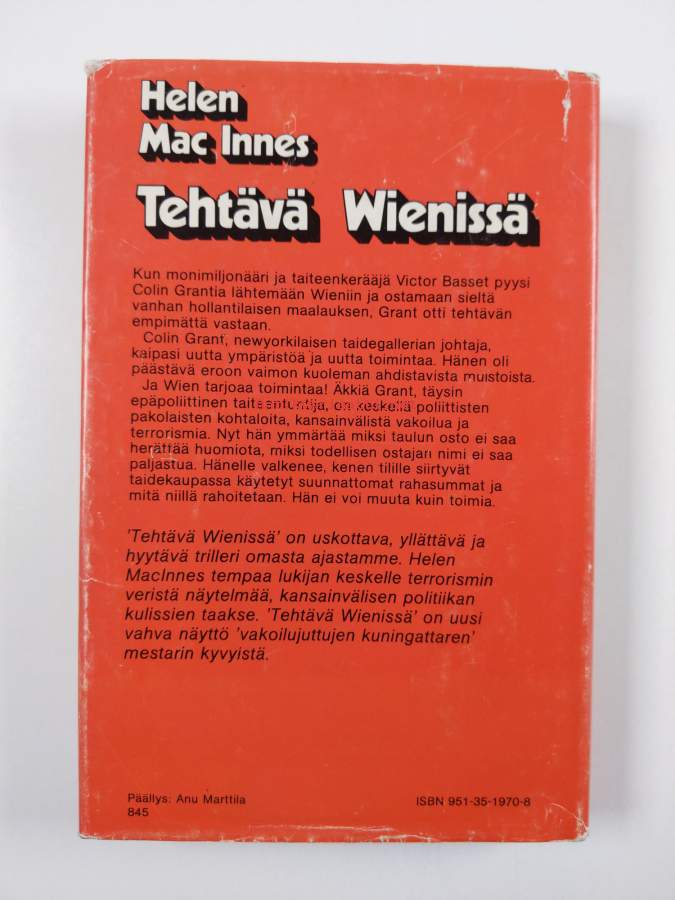 Helen
Mac Innes
Tehtävä Wienissä
Kun monimiljonääri ja taiteenkerääjä Victor Basset pyysi
Colin Grantia lähtemään Wieniin ja ostamaan sieltä
vanhan hollantilaisen maalauksen, Grant otti tehtävän
empimättä vastaan.
Colin Grant, newyorkilaisen taidegallerian johtaja,
kaipasi uutta ympäristöä ja uutta toimintaa. Hänen oli
päästävä eroon vaimon kuoleman ahdistavista muistoista.
Ja Wien tarjoaa toimintaa! Äkkiä Grant, täysin
epäpoliittinen taiteentuntija, on keskellä poliittisten
pakolaisten kohtaloita, kansainvälistä vakoilua ja
terrorismia. Nyt hän ymmärtää miksi taulun osto ei saa
herättää huomiota, miksi todellisen ostajan nimi ei saa
paljastua. Hänelle valkenee, kenen tilille siirtyvät
taidekaupassa käytetyt suunnattomat rahasummat ja
mitä niillä rahoitetaan. Hän ei voi muuta kuin toimia.
'Tehtävä Wienissä' on uskottava, yllättävä ja
hyytävä trilleri omasta ajastamme. Helen
MacInnes tempaa lukijan keskelle terrorismin
veristä näytelmää, kansainvälisen politiikan
kulissien taakse. 'Tehtävä Wienissä' on uusi
vahva näyttö 'vakoilujuttujen kuningattaren'
mestarin kyvyistä.
Päällys: Anu Marttila
845
ISBN 951-35-1970-8